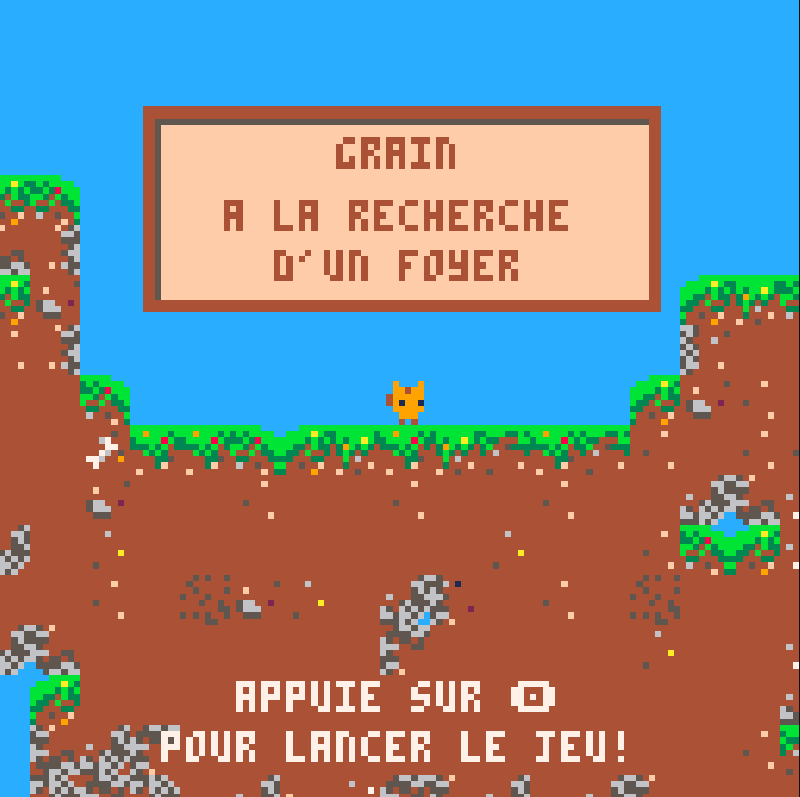 GRAIN
A LA RECHERCHE
D'UN FOYER
APPUIE SUR 🅾️
POUR LANCER LE JEU!